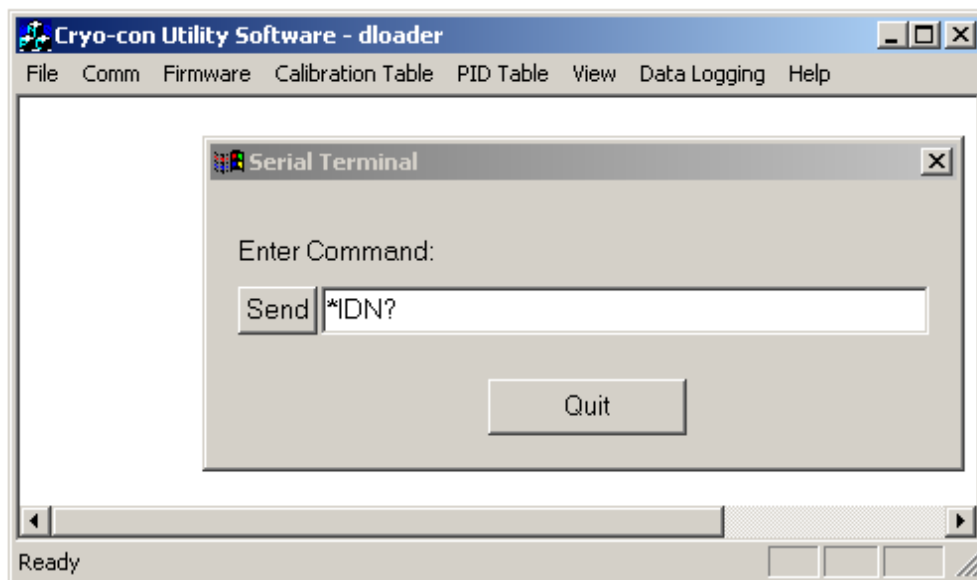 Cryo-con Utility Software - dloader
File Comm Firmware Calibration Table PID Table View Data Logging Help
Serial Terminal
Enter Command:
Send *IDN?
Quit
Ready